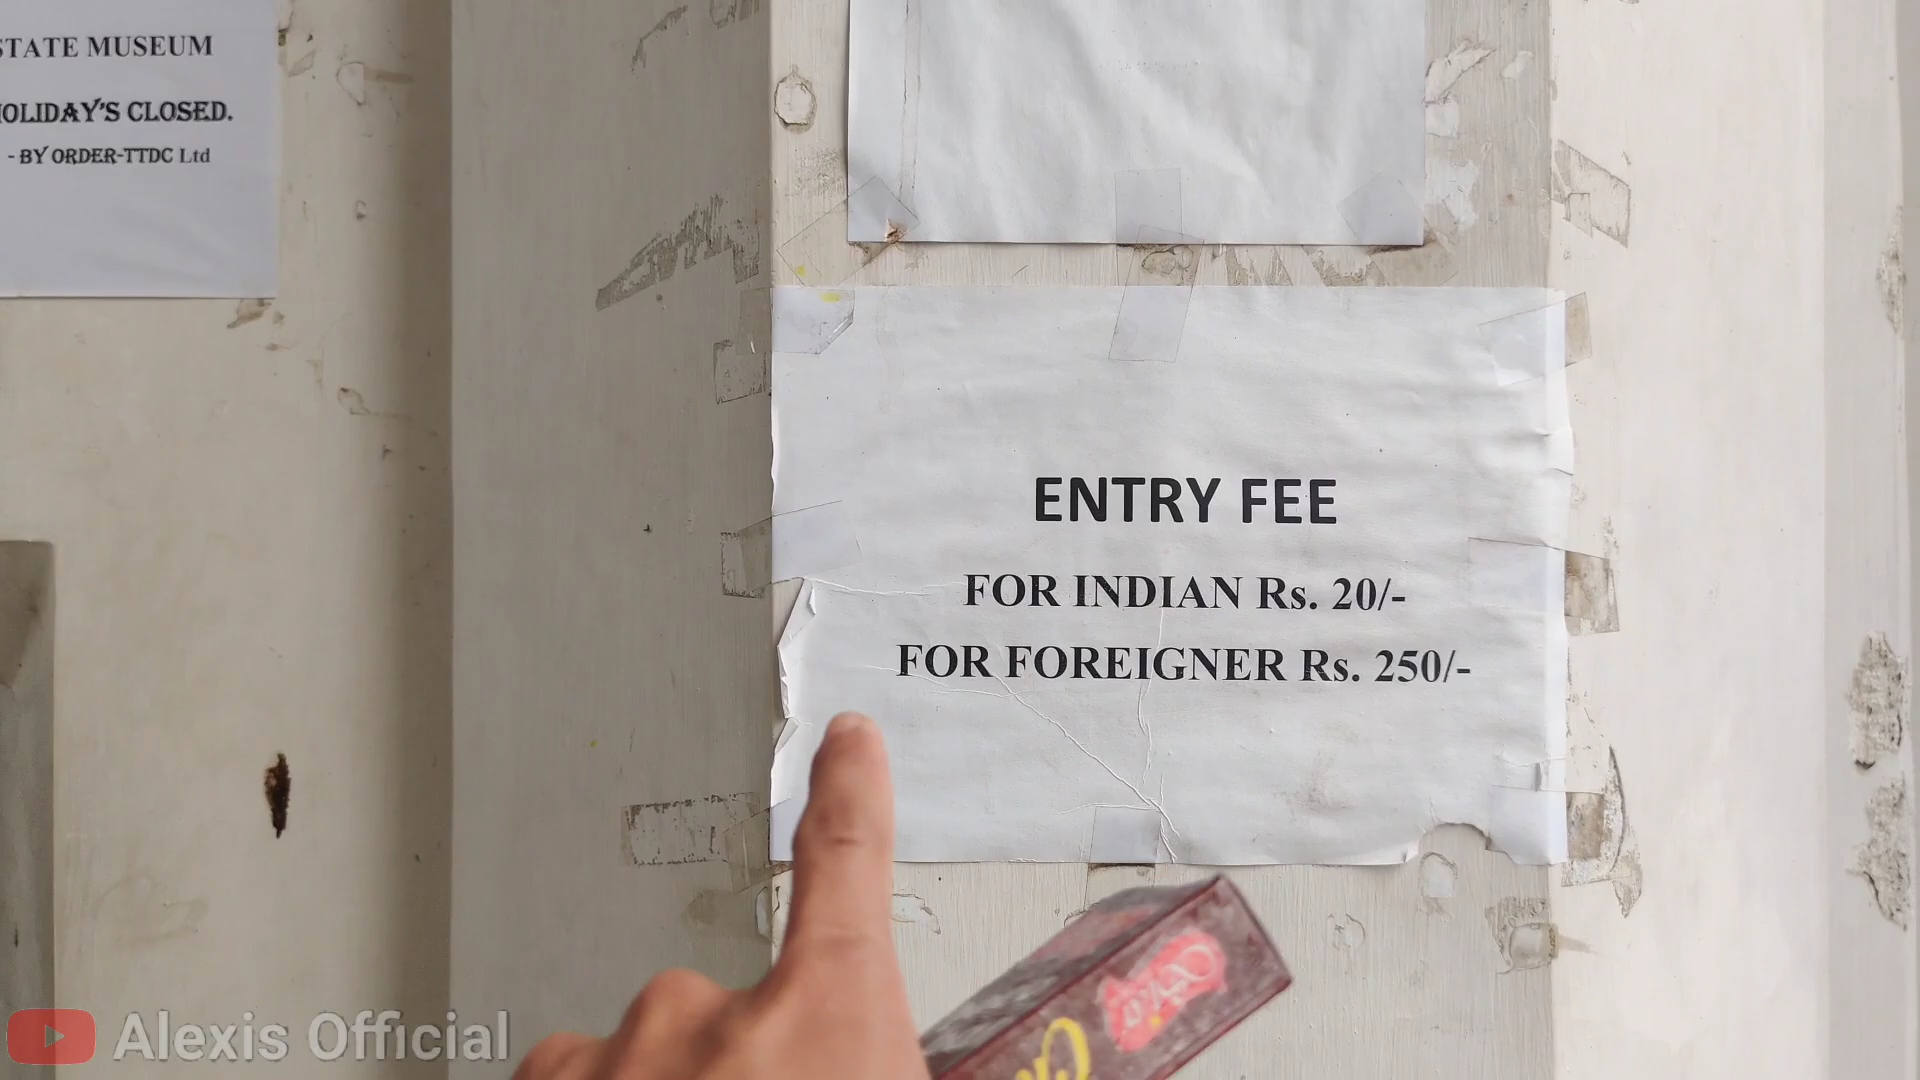 STATE MUSEUM
HOLIDAY'S CLOSED.
- BY ORDER-TTDC Ltd
ENTRY FEE
FOR INDIAN Rs. 20/-
FOR FOREIGNER Rs. 250/-
Alexis Official